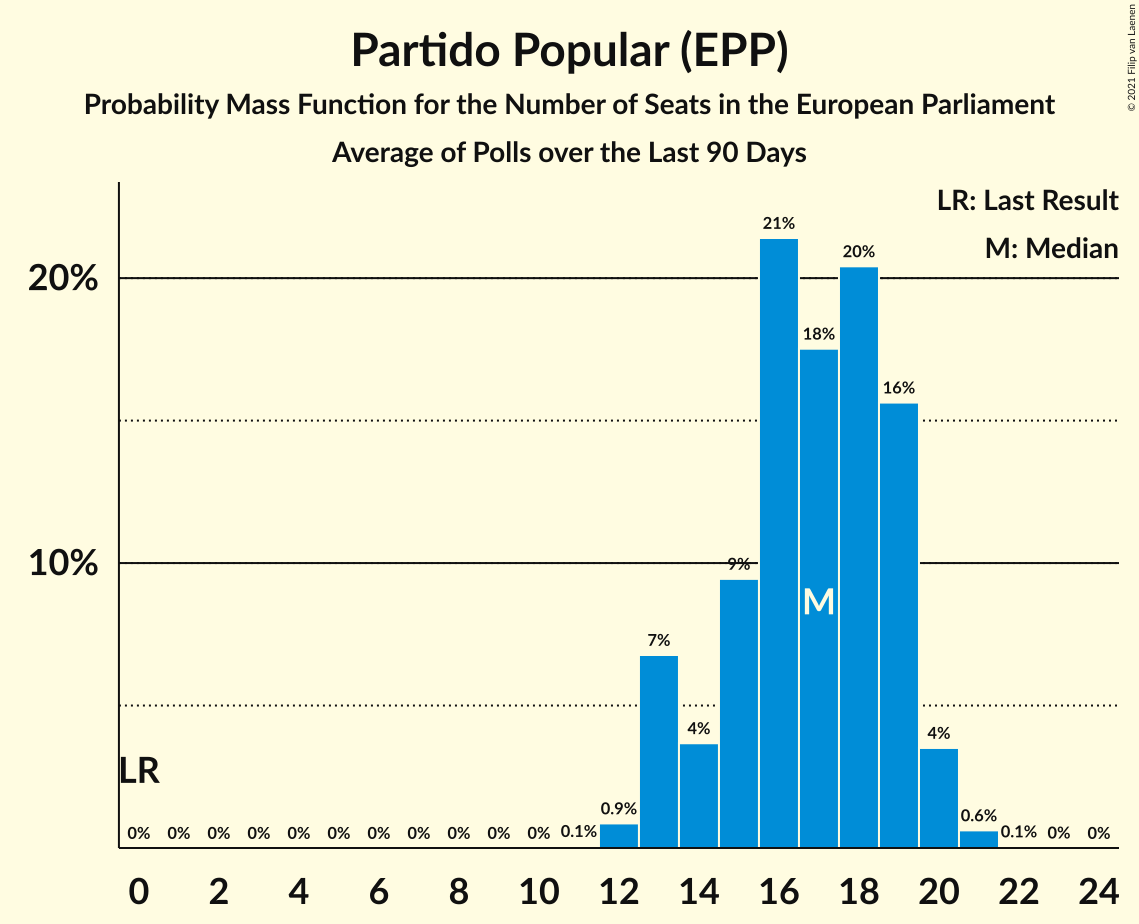 Partido Popular (EPP)
Probability Mass Function for the Number of Seats in the European Parliament
Average of Polls over the Last 90 Days
© 2021 Filip van Laenen
LR: Last Result
M: Median
20%
10%
21%
20%
18%
16%
9%
M
7%
4%
4%
LR
0% 0% 0% 0% 0% 0% 0% 0% 0% 0% 0% 0.1% 0.9% 0.6% 0.1% 0% 0%
0 2 4 6 8 10 12 14 16 18 20 22 24